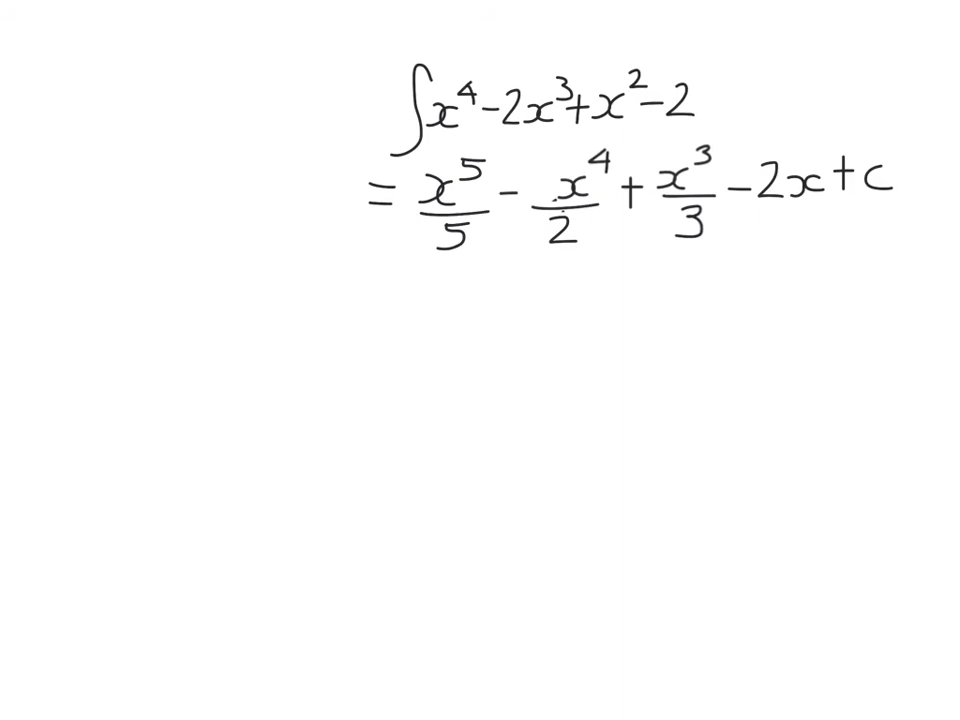 ∫x⁴-2x³+x²-2
= x⁵/5 - x⁴/2 + x³/3 - 2x + c